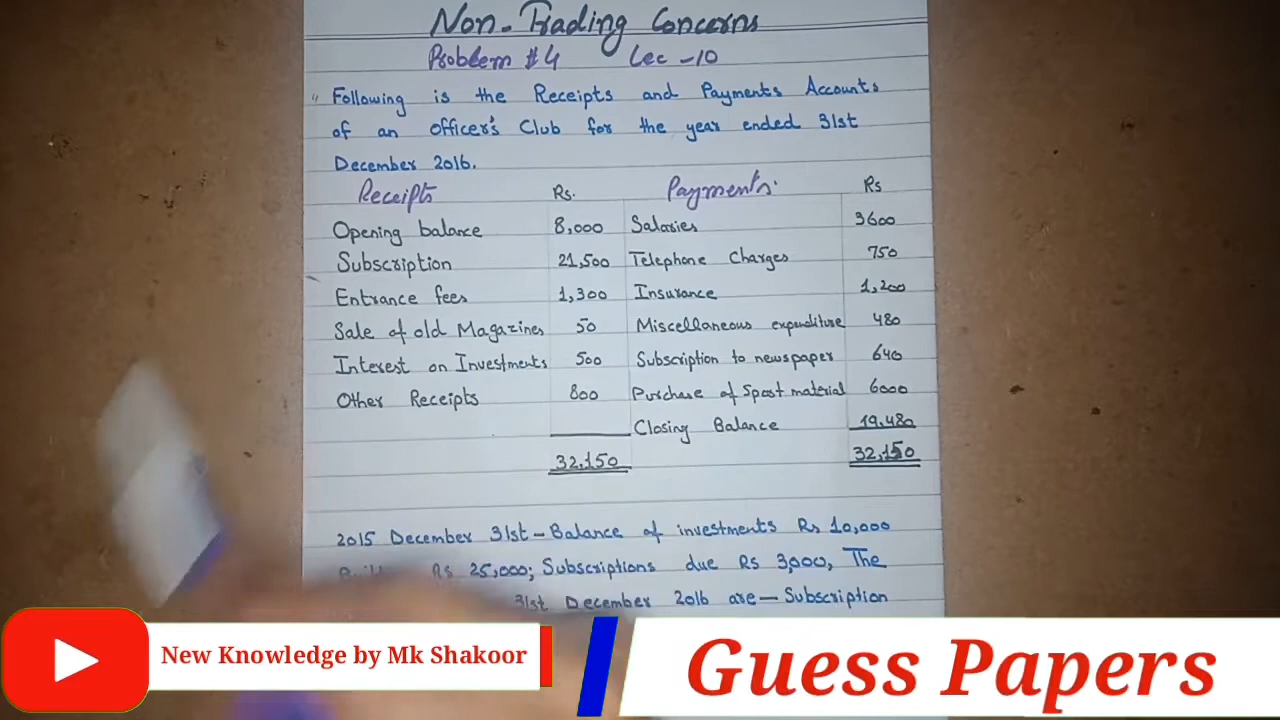 Non-Trading Concerns
Problem #4 Lec -10
"Following is the Receipts and Payments Accounts
of an officer's Club for the year ended 31st
December 2016.
Receipts Rs. Payments Rs
Opening balance 8,000 Salaries 3600
Subscription 21,500 Telephone Charges 750
Entrance fees 1,300 Insurance 1,200
Sale of old Magazines 50 Miscellaneous expenditure 480
Interest on Investments 500 Subscription to newspaper 640
Other Receipts 800 Purchase of Sport material 6000
Closing Balance 19,480
32,150 32,150
2015 December 31st - Balance of investments Rs 10,000
Rs 25,000; Subscriptions due Rs 3,000, The
31st December 2016 are - Subscription
New Knowledge by Mk Shakoor
Guess Papers